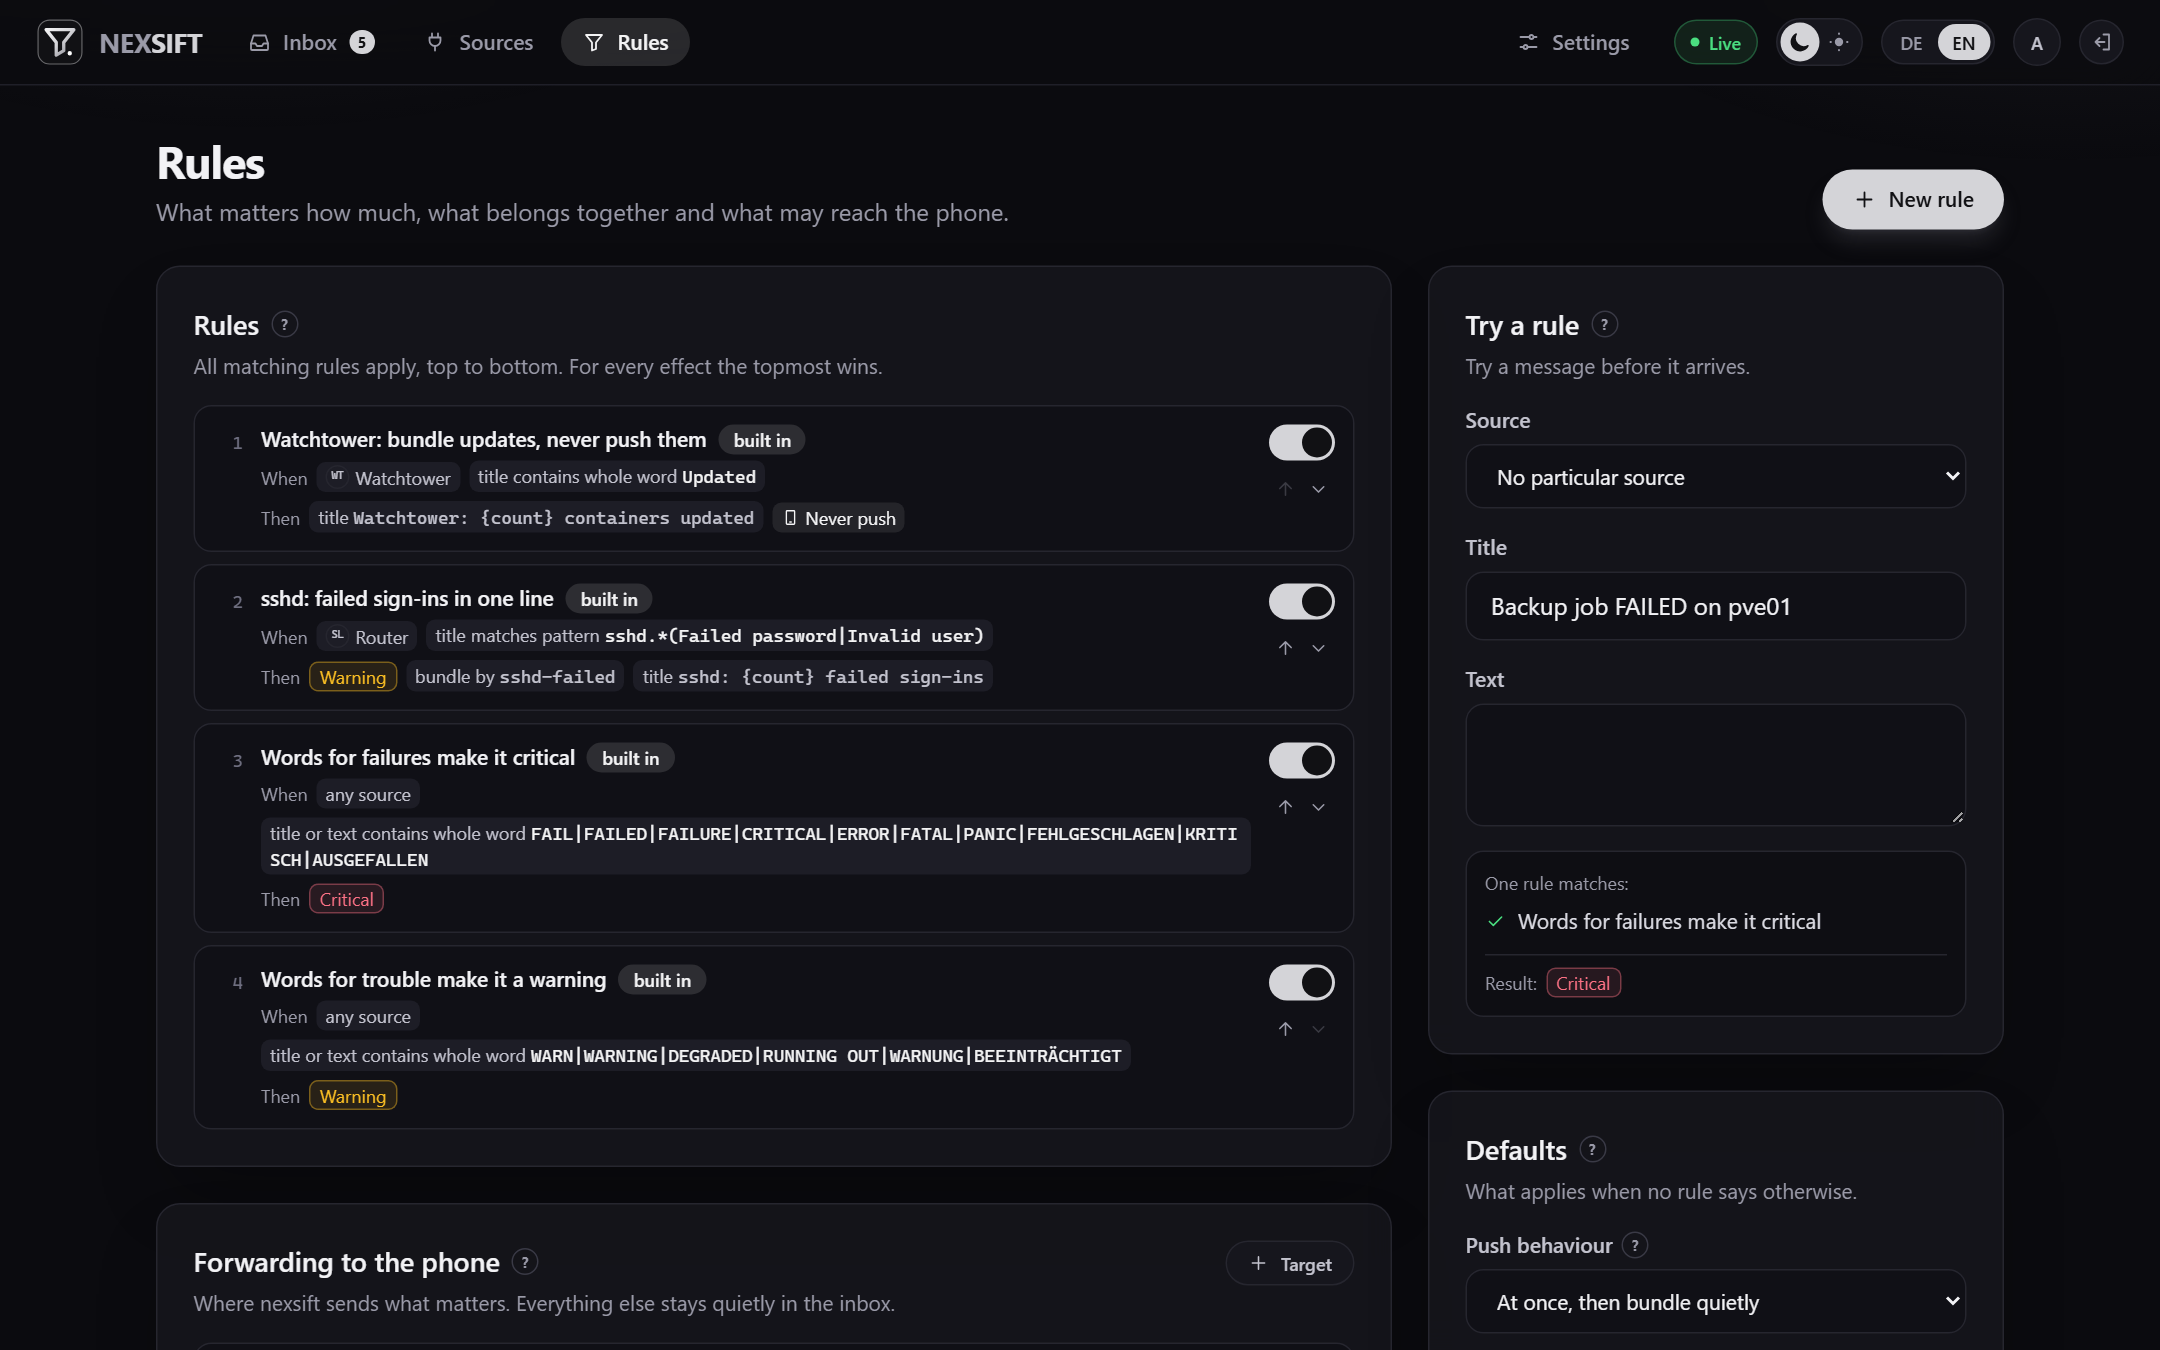 NEXSIFT
Inbox 5
Sources
Rules
Settings
Live
DE EN
A
Rules
What matters how much, what belongs together and what may reach the phone.
+ New rule
Rules ?
All matching rules apply, top to bottom. For every effect the topmost wins.
1 Watchtower: bundle updates, never push them built in
When WT Watchtower title contains whole word Updated
Then title Watchtower: {count} containers updated Never push
2 sshd: failed sign-ins in one line built in
When SL Router title matches pattern sshd.*(Failed password|Invalid user)
Then Warning bundle by sshd-failed title sshd: {count} failed sign-ins
3 Words for failures make it critical built in
When any source
title or text contains whole word FAIL|FAILED|FAILURE|CRITICAL|ERROR|FATAL|PANIC|FEHLGESCHLAGEN|KRITI
SCH|AUSGEFALLEN
Then Critical
4 Words for trouble make it a warning built in
When any source
title or text contains whole word WARN|WARNING|DEGRADED|RUNNING OUT|WARNUNG|BEEINTRÄCHTIGT
Then Warning
Forwarding to the phone ?
+ Target
Where nexsift sends what matters. Everything else stays quietly in the inbox.
Try a rule ?
Try a message before it arrives.
Source
No particular source
Title
Backup job FAILED on pve01
Text
One rule matches:
Words for failures make it critical
Result: Critical
Defaults ?
What applies when no rule says otherwise.
Push behaviour ?
At once, then bundle quietly